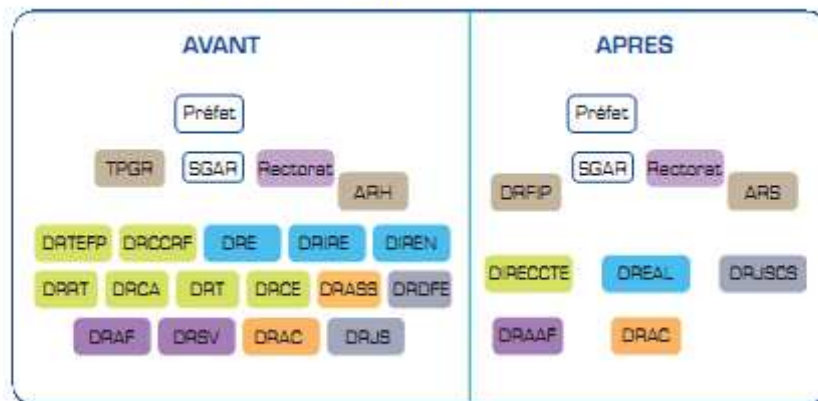 AVANT
APRES
Préfet
Préfet
TPGR SGAR Rectorat
ARH
SGAR Rectorat
DRFIP ARS
DRTEFP DRCCRF DRE DRIRE DIREN
DRRT DRCA DRT DRCE DRASS DRDFE
DRAF DRSV DRAC DRJS
DIRECCTE DREAL DRJSCS
DRAAF DRAC